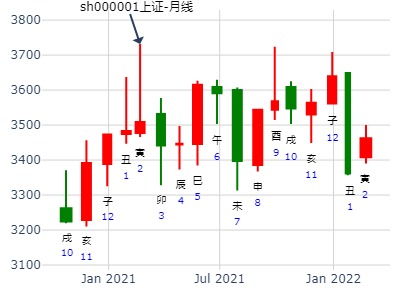 sh000001上证-月线
3800
3700
3600
3500
3400
3300
3200
3100
戌
10
亥
11
子
12
丑
1
寅
2
卯
3
辰
4
巳
5
午
6
未
7
申
8
酉
9
戌
10
亥
11
子
12
丑
1
寅
2
Jan 2021
Jul 2021
Jan 2022